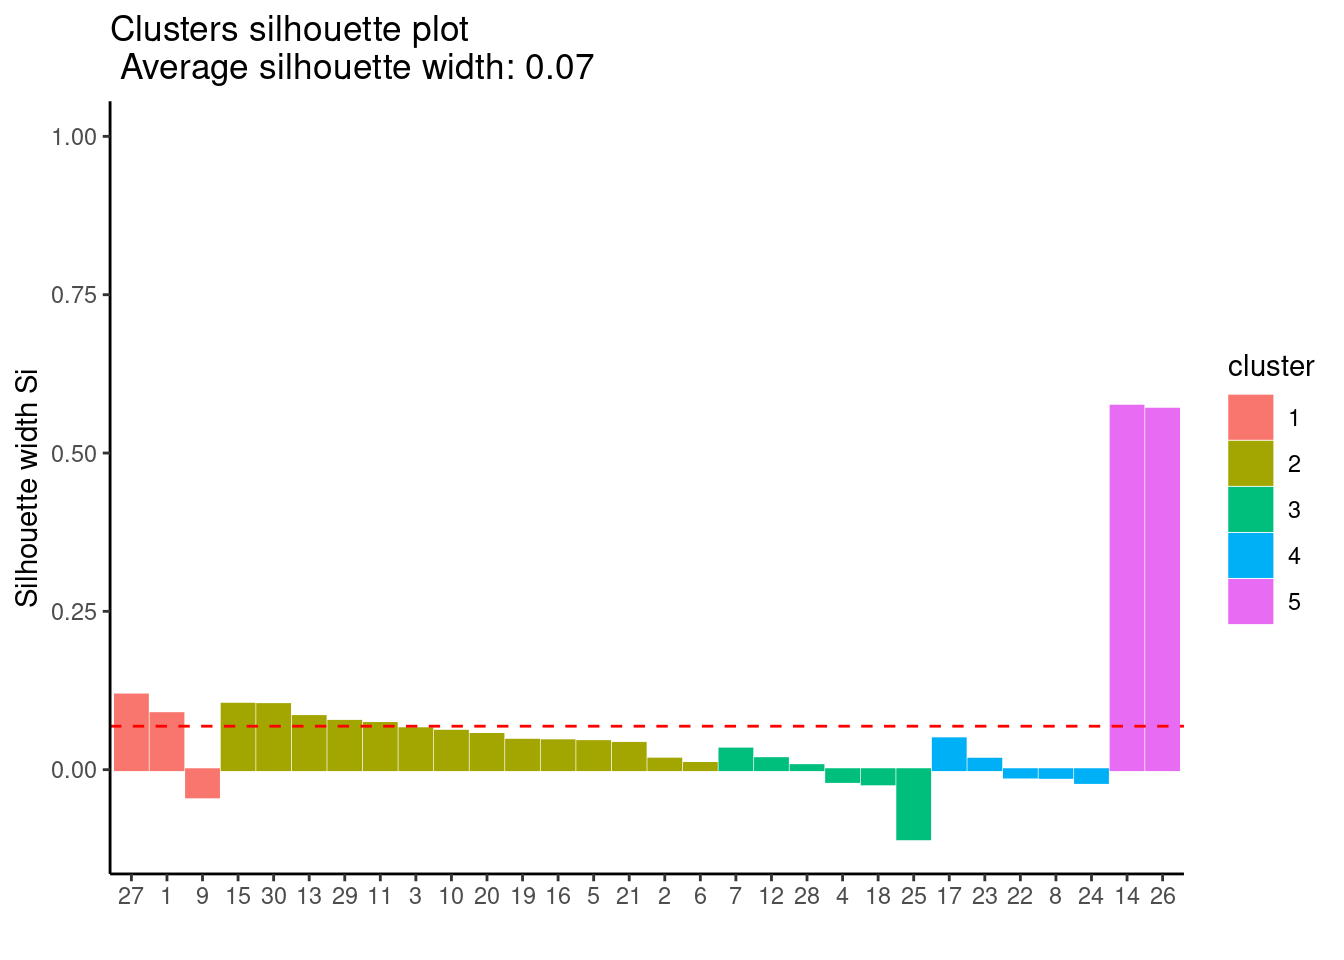 Clusters silhouette plot
Average silhouette width: 0.07
Silhouette width Si
1.00
0.75
0.50
0.25
0.00
27 1 9 15 30 13 29 11 3 10 20 19 16 5 21 2 6 7 12 28 4 18 25 17 23 22 8 24 14 26
cluster
1
2
3
4
5